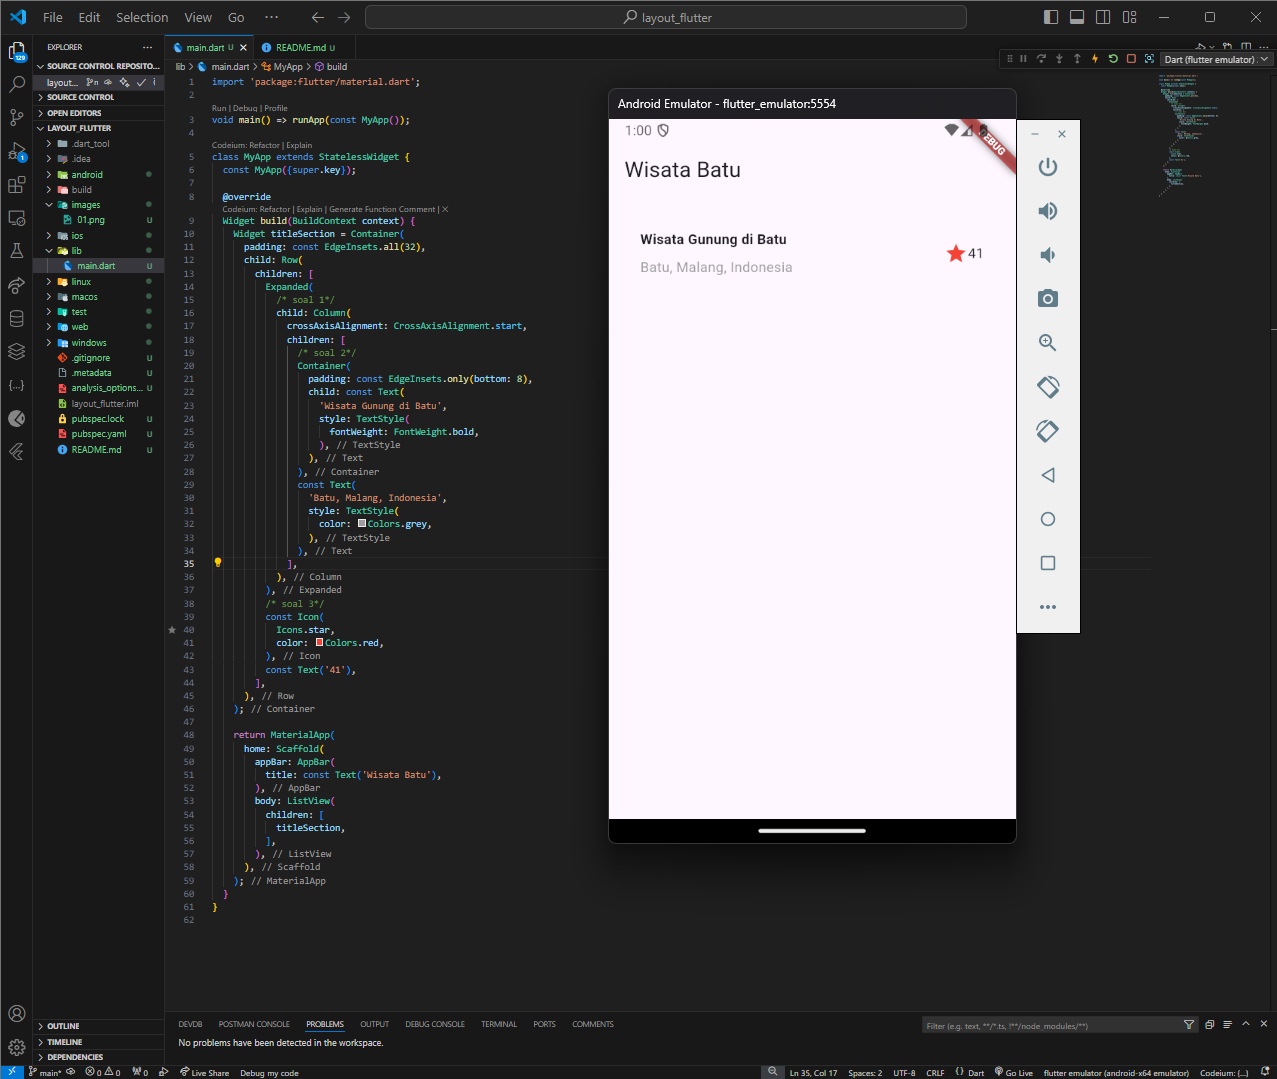 File Edit Selection View Go ··· layout_flutter
EXPLORER
SOURCE CONTROL REPOSITO...
layout...
SOURCE CONTROL
OPEN EDITORS
LAYOUT_FLUTTER
.dart_tool
.idea
android
build
images
01.png U
ios
lib
main.dart U
linux
macos
test
web
windows
.gitignore U
.metadata U
analysis_options... U
layout_flutter.iml
pubspec.lock U
pubspec.yaml U
README.md U
OUTLINE
TIMELINE
DEPENDENCIES
main.dart U README.md U
Dart (flutter emulator)
lib > main.dart > MyApp > build
1 import 'package:flutter/material.dart';
2
Run | Debug | Profile
3 void main() => runApp(const MyApp());
4
Codeium: Refactor | Explain
5 class MyApp extends StatelessWidget {
6 const MyApp({super.key});
7
8 @override
Codeium: Refactor | Explain | Generate Function Comment | X
9 Widget build(BuildContext context) {
10 Widget titleSection = Container(
11 padding: const EdgeInsets.all(32),
12 child: Row(
13 children: [
14 Expanded(
15 /* soal 1*/
16 child: Column(
17 crossAxisAlignment: CrossAxisAlignment.start,
18 children: [
19 /* soal 2*/
20 Container(
21 padding: const EdgeInsets.only(bottom: 8),
22 child: const Text(
23 'Wisata Gunung di Batu',
24 style: TextStyle(
25 fontWeight: FontWeight.bold,
26 ), // TextStyle
27 ), // Text
28 ), // Container
29 const Text(
30 'Batu, Malang, Indonesia',
31 style: TextStyle(
32 color: Colors.grey,
33 ), // TextStyle
34 ), // Text
35 ],
36 ), // Column
37 ), // Expanded
38 /* soal 3*/
39 const Icon(
40 Icons.star,
41 color: Colors.red,
42 ), // Icon
43 const Text('41'),
44 ],
45 ), // Row
46 ); // Container
47
48 return MaterialApp(
49 home: Scaffold(
50 appBar: AppBar(
51 title: const Text('Wisata Batu'),
52 ), // AppBar
53 body: ListView(
54 children: [
55 titleSection,
56 ],
57 ), // ListView
58 ), // Scaffold
59 ); // MaterialApp
60 }
61 }
62
Android Emulator - flutter_emulator:5554
1:00
DEBUG
Wisata Batu
Wisata Gunung di Batu
Batu, Malang, Indonesia
41
DEVDB POSTMAN CONSOLE PROBLEMS OUTPUT DEBUG CONSOLE TERMINAL PORTS COMMENTS
Filter (e.g. text, **/*.ts, !**/node_modules/**)
No problems have been detected in the workspace.
129
1
main* 0 0 0 Live Share Debug my code
Ln 35, Col 17 Spaces: 2 UTF-8 CRLF {} Dart Go Live flutter emulator (android-x64 emulator) Codeium: {...}